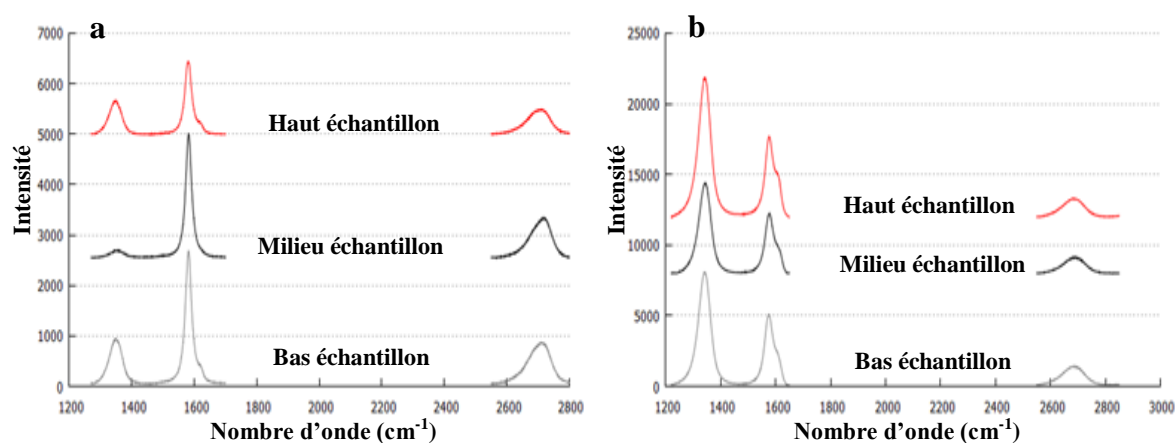 a
7000
6000
5000
4000
3000
2000
1000
0
Intensité
Haut échantillon
Milieu échantillon
Bas échantillon
1200 1400 1600 2000 2000 2200 2400 2600 2800
Nombre d’onde (cm-1)
b
25000
20000
15000
10000
5000
0
Intensité
Haut échantillon
Milieu échantillon
Bas échantillon
1200 1400 1600 1800 2000 2200 2400 2600 2800 3000
Nombre d’onde (cm-1)